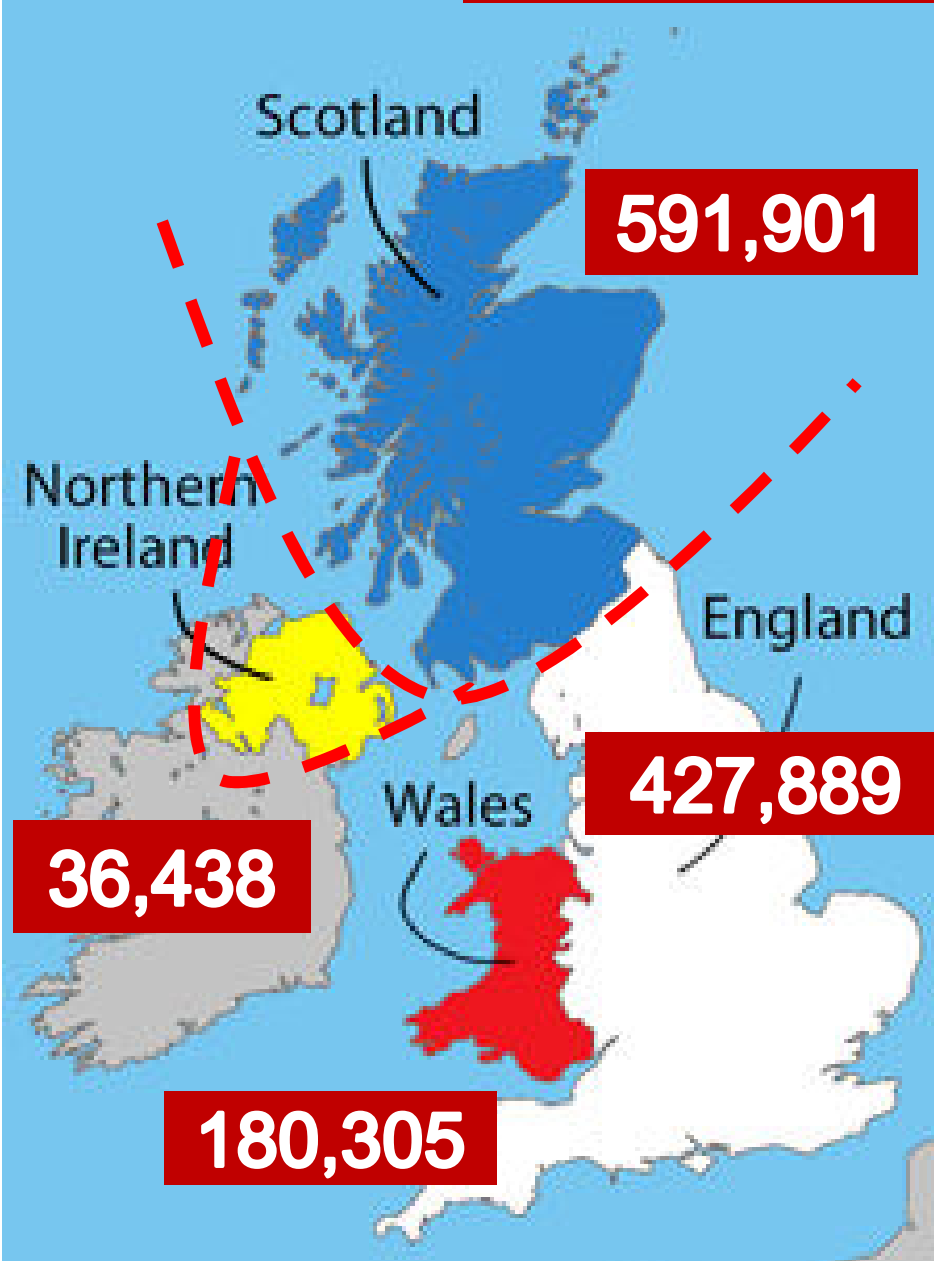 Scotland
591,901
Northern
Ireland
England
427,889
Wales
36,438
180,305